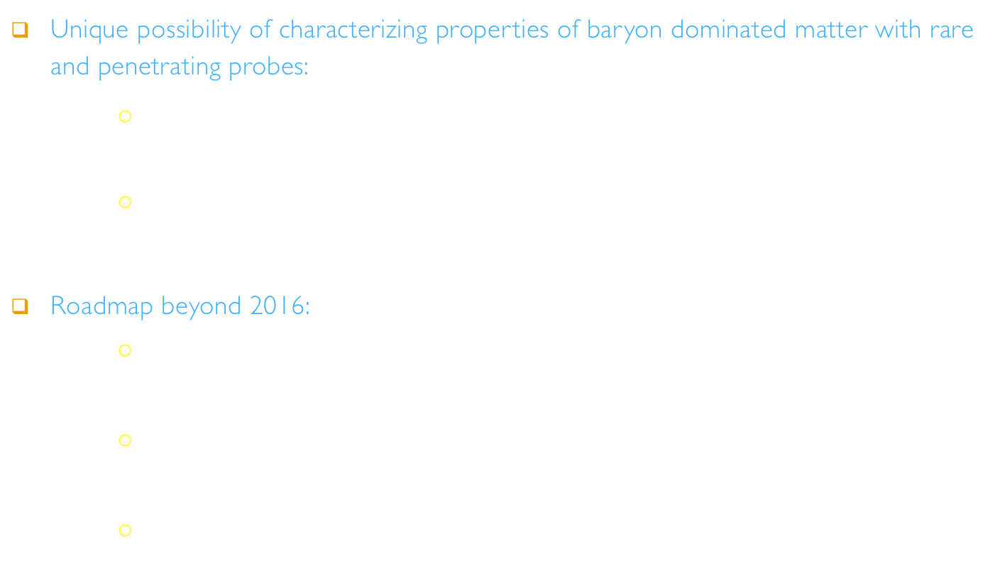 Unique possibility of characterizing properties of baryon dominated matter with rare
and penetrating probes:
Roadmap beyond 2016: